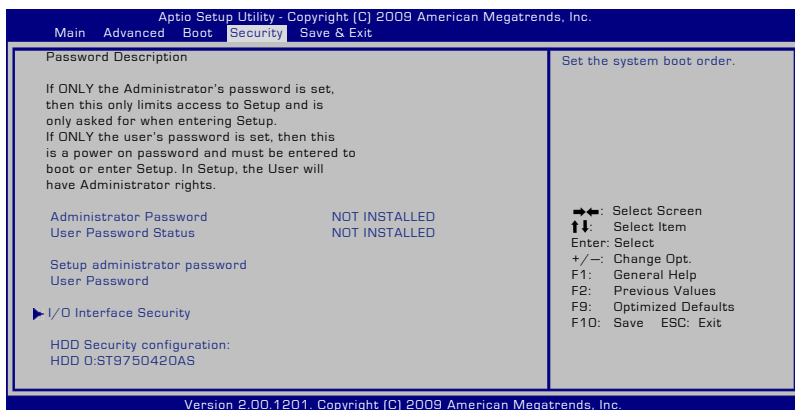 Aptio Setup Utility - Copyright (C) 2009 American Megatrends, Inc.
Main Advanced Boot Security Save & Exit
Password Description
If ONLY the Administrator's password is set,
then this only limits access to Setup and is
only asked for when entering Setup.
If ONLY the user's password is set, then this
is a power on password and must be entered to
boot or enter Setup. In Setup, the User will
have Administrator rights.
Administrator Password NOT INSTALLED
User Password Status NOT INSTALLED
Setup administrator password
User Password
I/O Interface Security
HDD Security configuration:
HDD 0:ST9750420AS
Set the system boot order.
→←: Select Screen
↑↓: Select Item
Enter: Select
+/—: Change Opt.
F1: General Help
F2: Previous Values
F9: Optimized Defaults
F10: Save ESC: Exit
Version 2.00.1201. Copyright (C) 2009 American Megatrends, Inc.